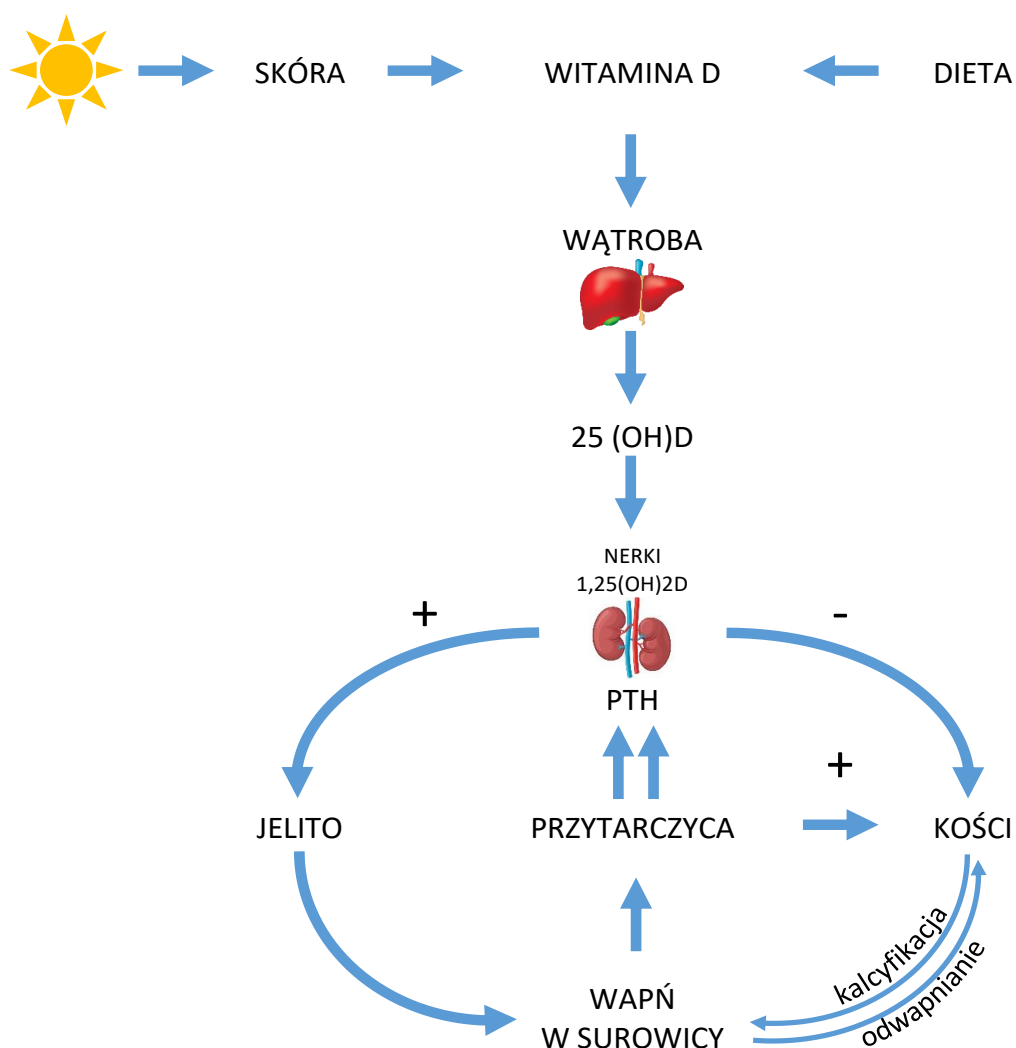 SKÓRA
WITAMINA D
DIETA
WĄTROBA
25 (OH)D
NERKI
1,25(OH)2D
+
-
PTH
+
JELITO
PRZYTARCZYCA
KOŚCI
kalcyfikacja
odwapnianie
WAPŃ
W SUROWICY